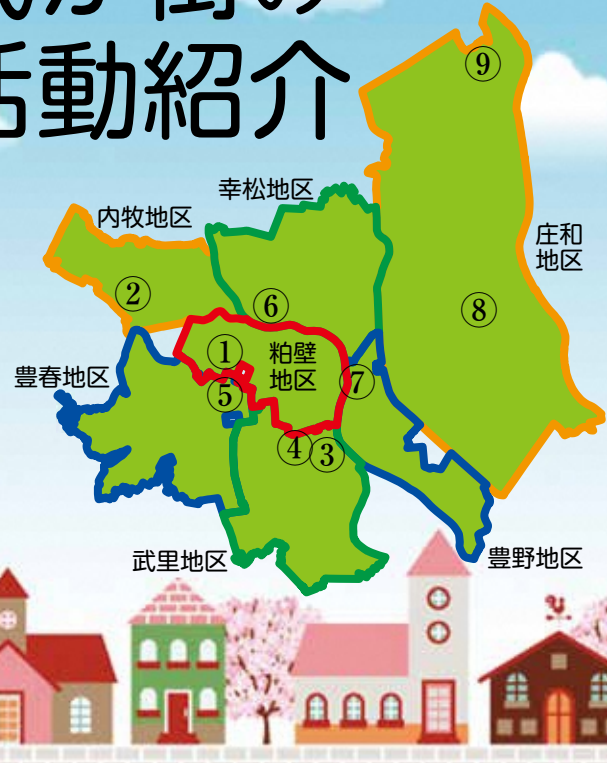 街の
活動紹介
⑨
幸松地区
内牧地区
庄和
地区
②
⑥
⑧
①
粕壁
地区
豊春地区
⑦
⑤
④
③
武里地区
豊野地区